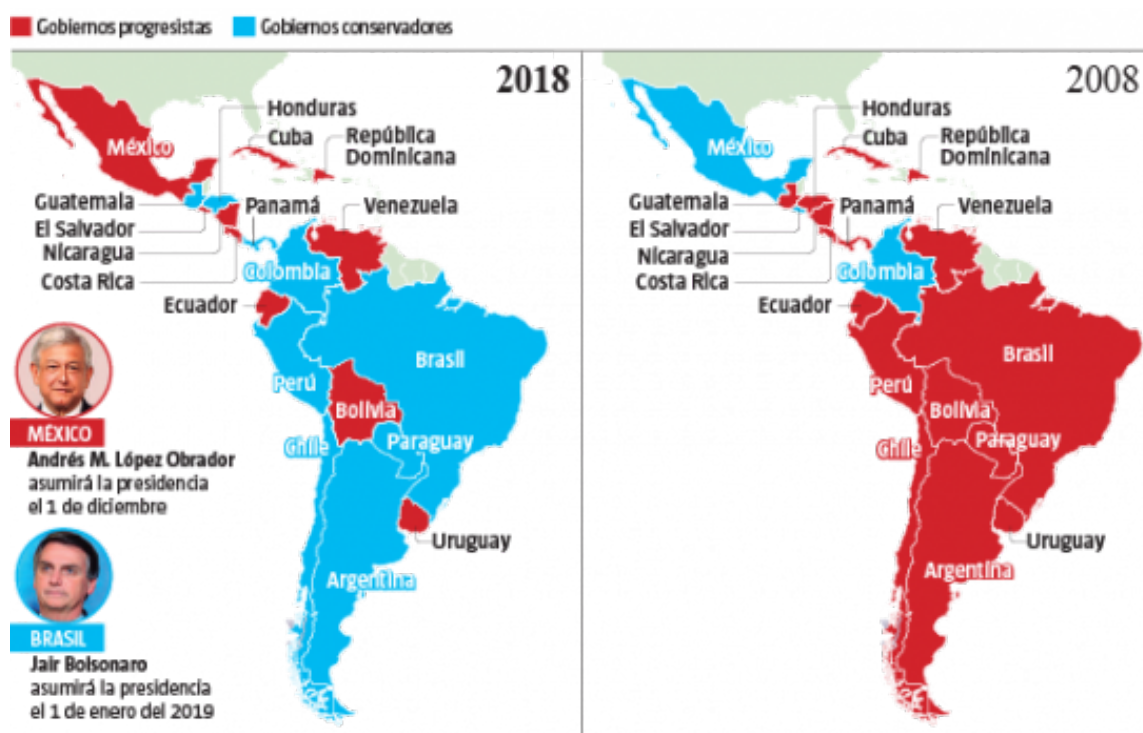 Gobiernos progresistas
Gobiernos conservadores
2018
Honduras
Cuba
República
Dominicana
México
Guatemala
Panamá
Venezuela
El Salvador
Nicaragua
Colombia
Costa Rica
Ecuador
Brasil
Perú
Bolivia
Chile
Paraguay
Uruguay
Argentina
MÉXICO
Andrés M. López Obrador
asumirá la presidencia
el 1 de diciembre
BRASIL
Jair Bolsonaro
asumirá la presidencia
el 1 de enero del 2019
2008
Honduras
Cuba
República
Dominicana
México
Guatemala
Panamá
Venezuela
El Salvador
Nicaragua
Colombia
Costa Rica
Ecuador
Brasil
Perú
Bolivia
Chile
Paraguay
Uruguay
Argentina